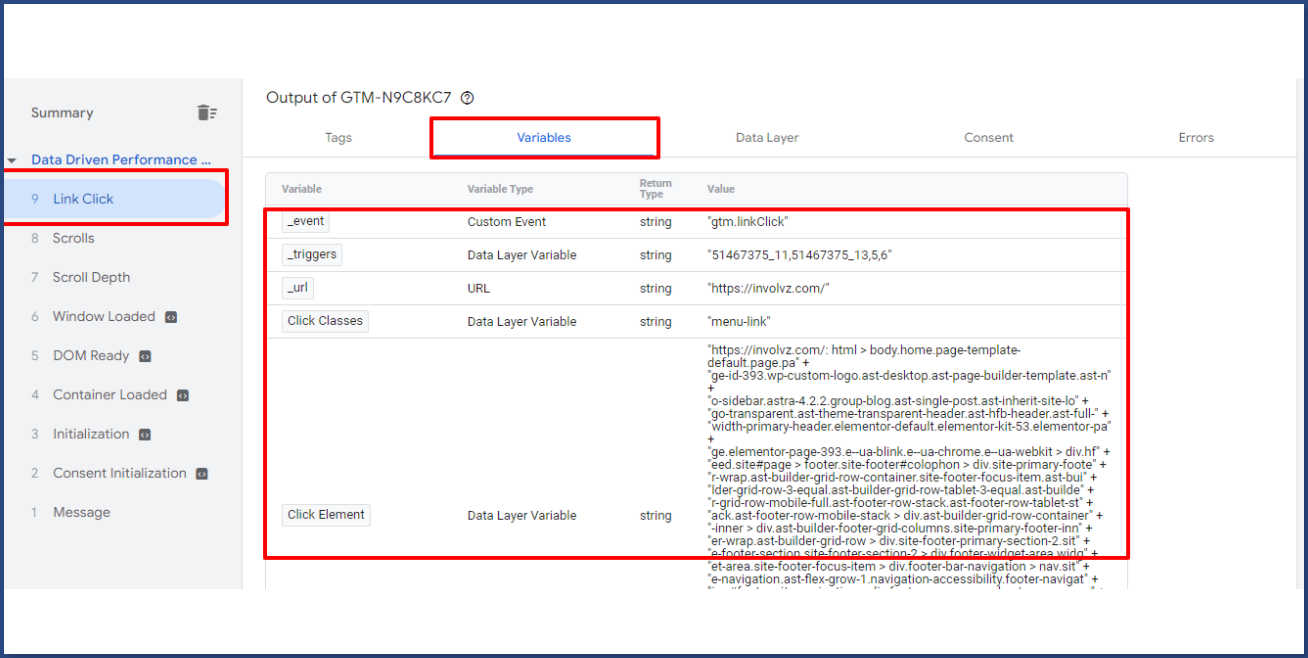 Summary
Data Driven Performance ...
9 Link Click
8 Scrolls
7 Scroll Depth
6 Window Loaded
5 DOM Ready
4 Container Loaded
3 Initialization
2 Consent Initialization
1 Message
Output of GTM-N9C8KC7
Tags Variables Data Layer Consent Errors
Variable Variable Type Return Type Value
_event Custom Event string "gtm.linkClick"
_triggers Data Layer Variable string "51467375_11,51467375_13,5,6"
_url URL string "https://involvz.com/"
Click Classes Data Layer Variable string "menu-link"
Click Element Data Layer Variable string
"https://involvz.com/: html > body.home.page-template-
default.page.pa" +
"ge-id-393.wp-custom-logo.ast-desktop.ast-page-builder-template.ast-n"
+
"o-sidebar.astra-4.2.2.group-blog.ast-single-post.ast-inherit-site-lo" +
"go-transparent.ast-theme-transparent-header.ast-hfb-header.ast-full-" +
"width-primary-header.elementor-default.elementor-kit-53.elementor-pa"
+
"ge.elementor-page-393.e--ua-blink.e--ua-chrome.e--ua-webkit > div.hf" +
"eed.site#page > footer.site-footer#colophon > div.site-primary-foote" +
"r-wrap.ast-builder-grid-row-container.site-footer-focus-item.ast-bui" +
"lder-grid-row-3-equal.ast-builder-grid-row-tablet-3-equal.ast-builde" +
"r-grid-row-mobile-full.ast-footer-row-stack.ast-footer-row-tablet-st" +
"ack.ast-footer-row-mobile-stack > div.ast-builder-grid-row-container" +
"-inner > div.ast-builder-footer-grid-columns.site-primary-footer-inn" +
"er-wrap.ast-builder-grid-row > div.site-footer-primary-section-2.sit" +
"e-footer-section.site-footer-section-2 > div.footer-widget-area.widg" +
"et-area.site-footer-focus-item > div.footer-bar-navigation > nav.sit" +
"e-navigation.ast-flex-grow-1.navigation-accessibility.footer-navigat" +